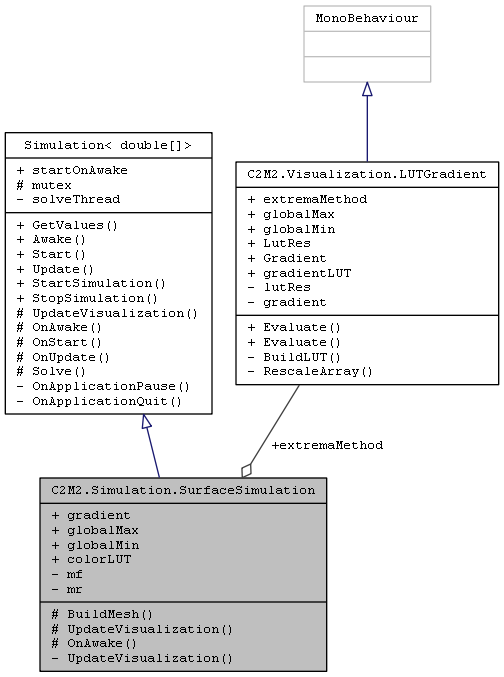 MonoBehaviour
Simulation< double[]>
+ startOnAwake
# mutex
- solveThread
+ GetValues()
+ Awake()
+ Start()
+ Update()
+ StartSimulation()
+ StopSimulation()
# UpdateVisualization()
# OnAwake()
# OnStart()
# OnUpdate()
# Solve()
- OnApplicationPause()
- OnApplicationQuit()
C2M2.Visualization.LUTGradient
+ extremaMethod
+ globalMax
+ globalMin
+ LutRes
+ Gradient
+ gradientLUT
- lutRes
- gradient
+ Evaluate()
+ Evaluate()
- BuildLUT()
- RescaleArray()
+extremaMethod
C2M2.Simulation.SurfaceSimulation
+ gradient
+ globalMax
+ globalMin
+ colorLUT
- mf
- mr
# BuildMesh()
# UpdateVisualization()
# OnAwake()
- UpdateVisualization()